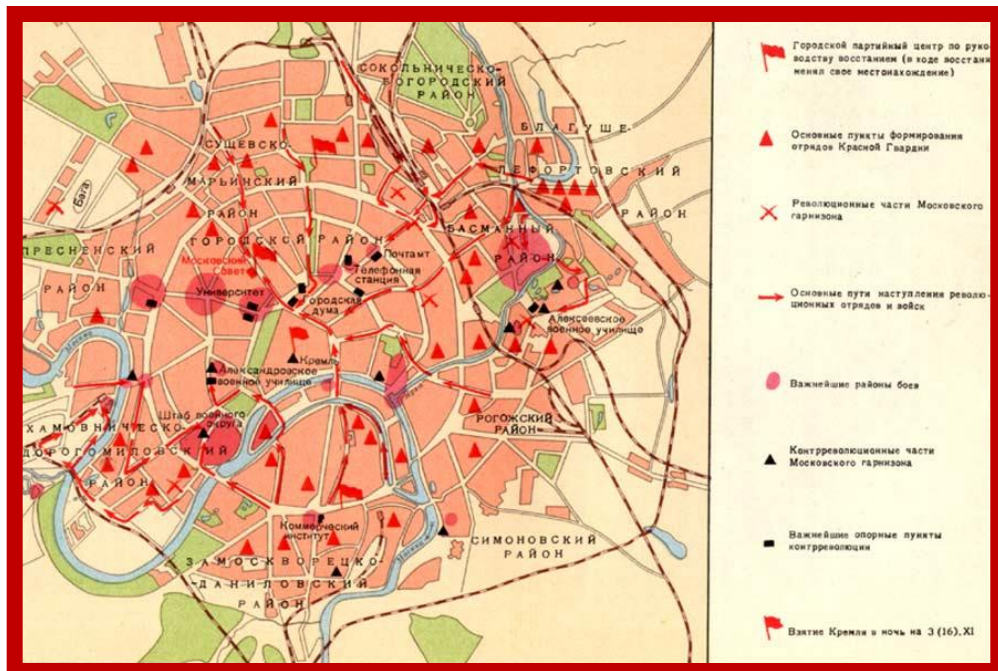 СОКОЛЬНИЧЕСКО-
БОГОРОДСКИЙ
РАЙОН
БЛАГУШЕ-
ЛЕФОРТОВСКИЙ
РАЙОН
СУЩЕВСКО-
МАРЬИНСКИЙ
РАЙОН
Бега
ПРЕСНЕНСКИЙ
РАЙОН
ГОРОДСКОЙ РАЙОН
БАСМАННЫЙ
РАЙОН
Московский
Совет
Почтамт
Телефонная
станция
Университет
Городская
дума
Алексеевское
военное училище
Кремль
Александровское
военное училище
Штаб военного
округа
ХАМОВНИЧЕСКО-
ДОРОГОМИЛОВСКИЙ
РАЙОН
РОГОЖСКИЙ
РАЙОН
Коммерческий
институт
СИМОНОВСКИЙ
РАЙОН
ЗАМОСКВОРЕЦКО-
-ДАНИЛОВСКИЙ
РАЙОН
Городской партийный центр по руко-
водству восстанием (в ходе восстани
менял свое местонахождение)
Основные пункты формирования
отрядов Красной Гвардии
Революционные части Московского
гарнизона
Основные пути наступления револю-
ционных отрядов и войск
Важнейшие районы боев
Контрреволюционные части
Московского гарнизона
Важнейшие опорные пункты
контрреволюции
Взятие Кремля в ночь на 3 (16). XI